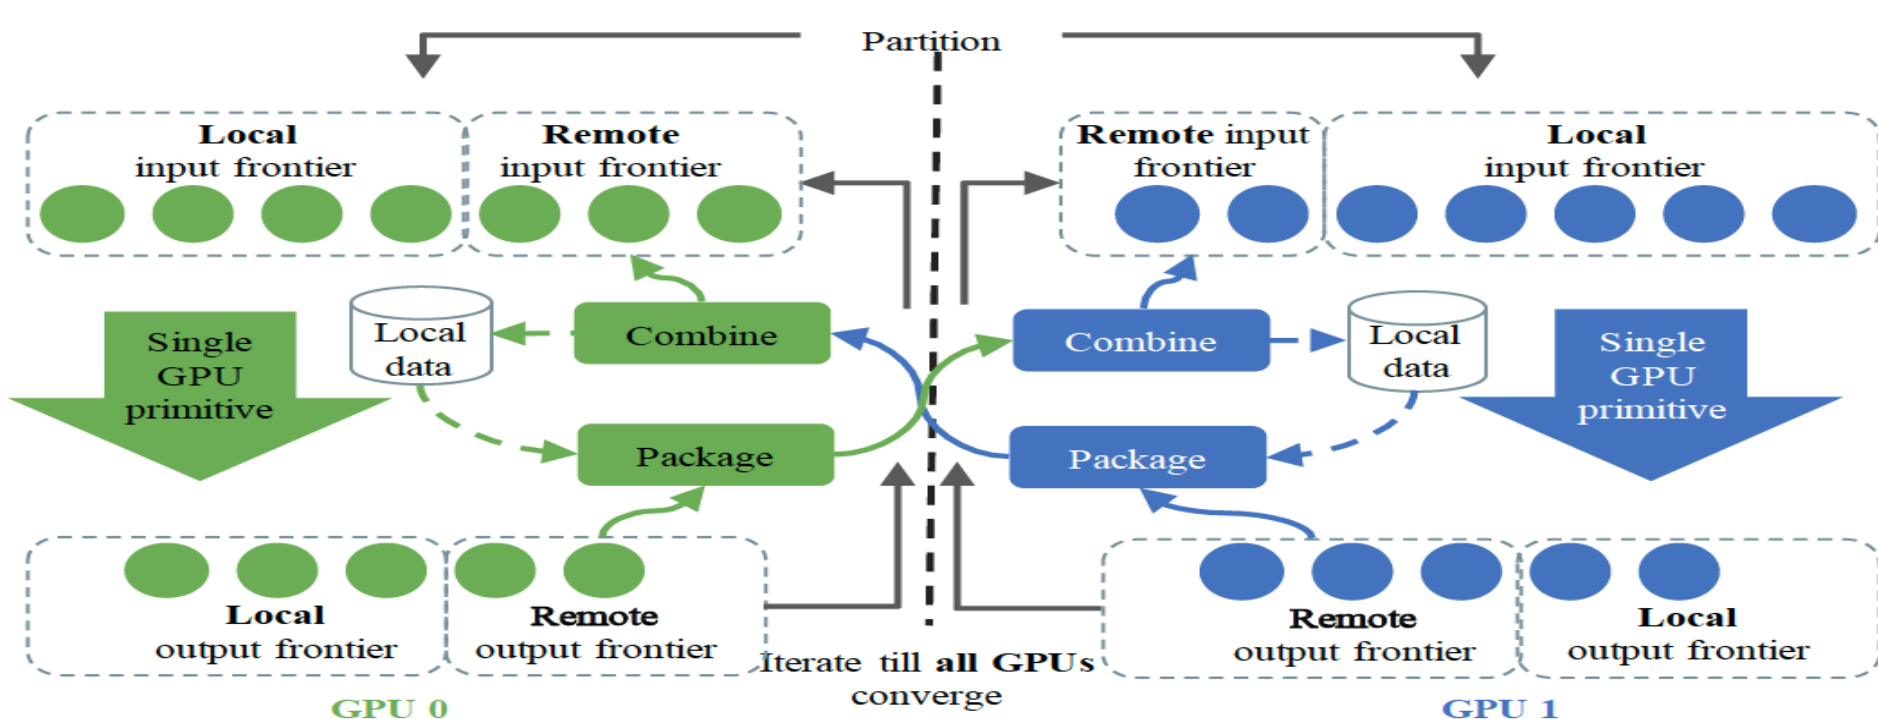 Partition
Local
input frontier
Remote
input frontier
Remote input
frontier
Local
input frontier
Single
GPU
primitive
Local
data
Combine
Combine
Local
data
Single
GPU
primitive
Package
Package
Local
output frontier
Remote
output frontier
Iterate till all GPUs
converge
Remote
output frontier
Local
output frontier
GPU 0
GPU 1